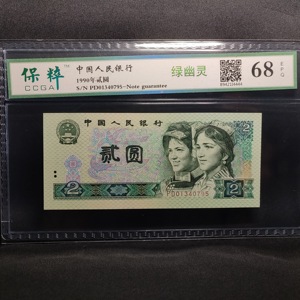 保粹
CCGA
中国人民银行
1990年贰圆
S/N PD01340795-Note guarantee
绿幽灵
68
EPQ
中国人民银行
贰圆
PD01340795
2
2